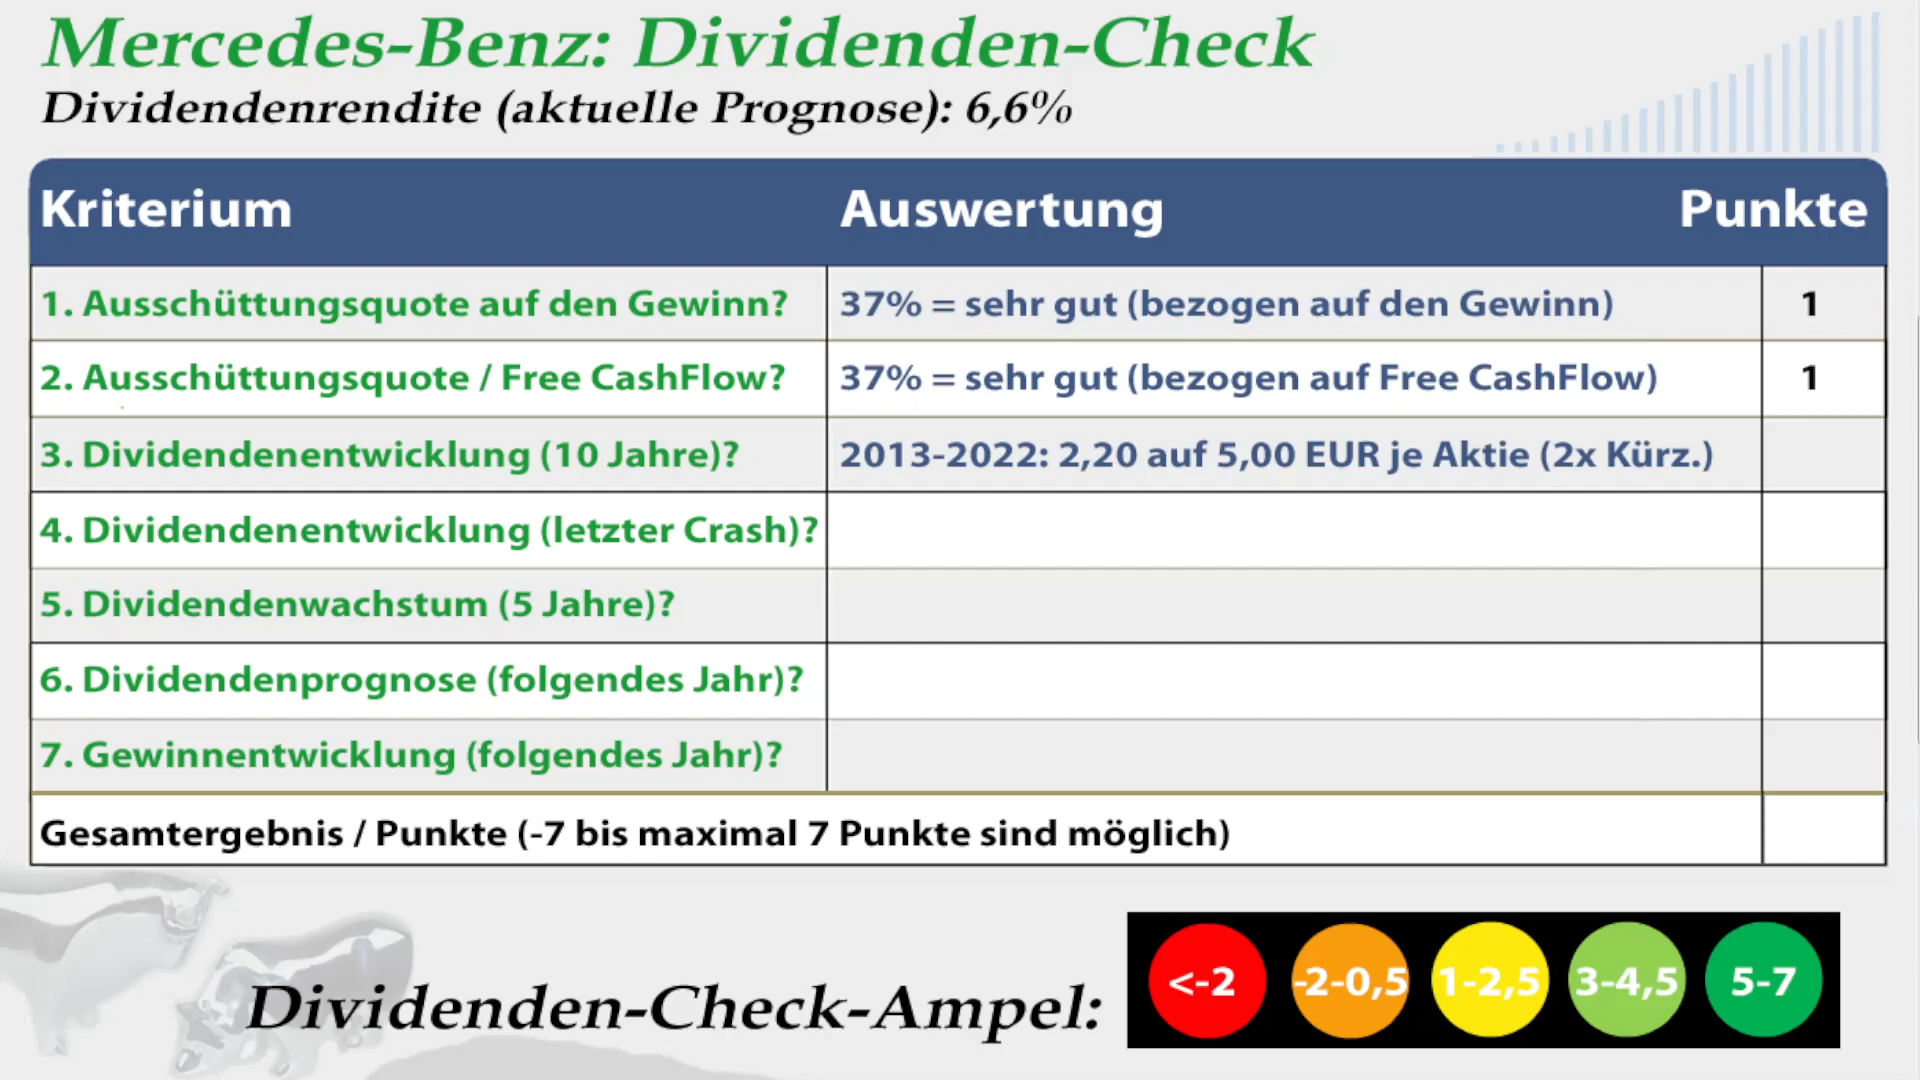 Mercedes-Benz: Dividenden-Check
Dividendenrendite (aktuelle Prognose): 6,6%
Kriterium Auswertung Punkte
1. Ausschüttungsquote auf den Gewinn? 37% = sehr gut (bezogen auf den Gewinn) 1
2. Ausschüttungsquote / Free CashFlow? 37% = sehr gut (bezogen auf Free CashFlow) 1
3. Dividendenentwicklung (10 Jahre)? 2013-2022: 2,20 auf 5,00 EUR je Aktie (2x Kürz.)
4. Dividendenentwicklung (letzter Crash)?
5. Dividendenwachstum (5 Jahre)?
6. Dividendenprognose (folgendes Jahr)?
7. Gewinnentwicklung (folgendes Jahr)?
Gesamtergebnis / Punkte (-7 bis maximal 7 Punkte sind möglich)
Dividenden-Check-Ampel: <-2 -2-0,5 1-2,5 3-4,5 5-7